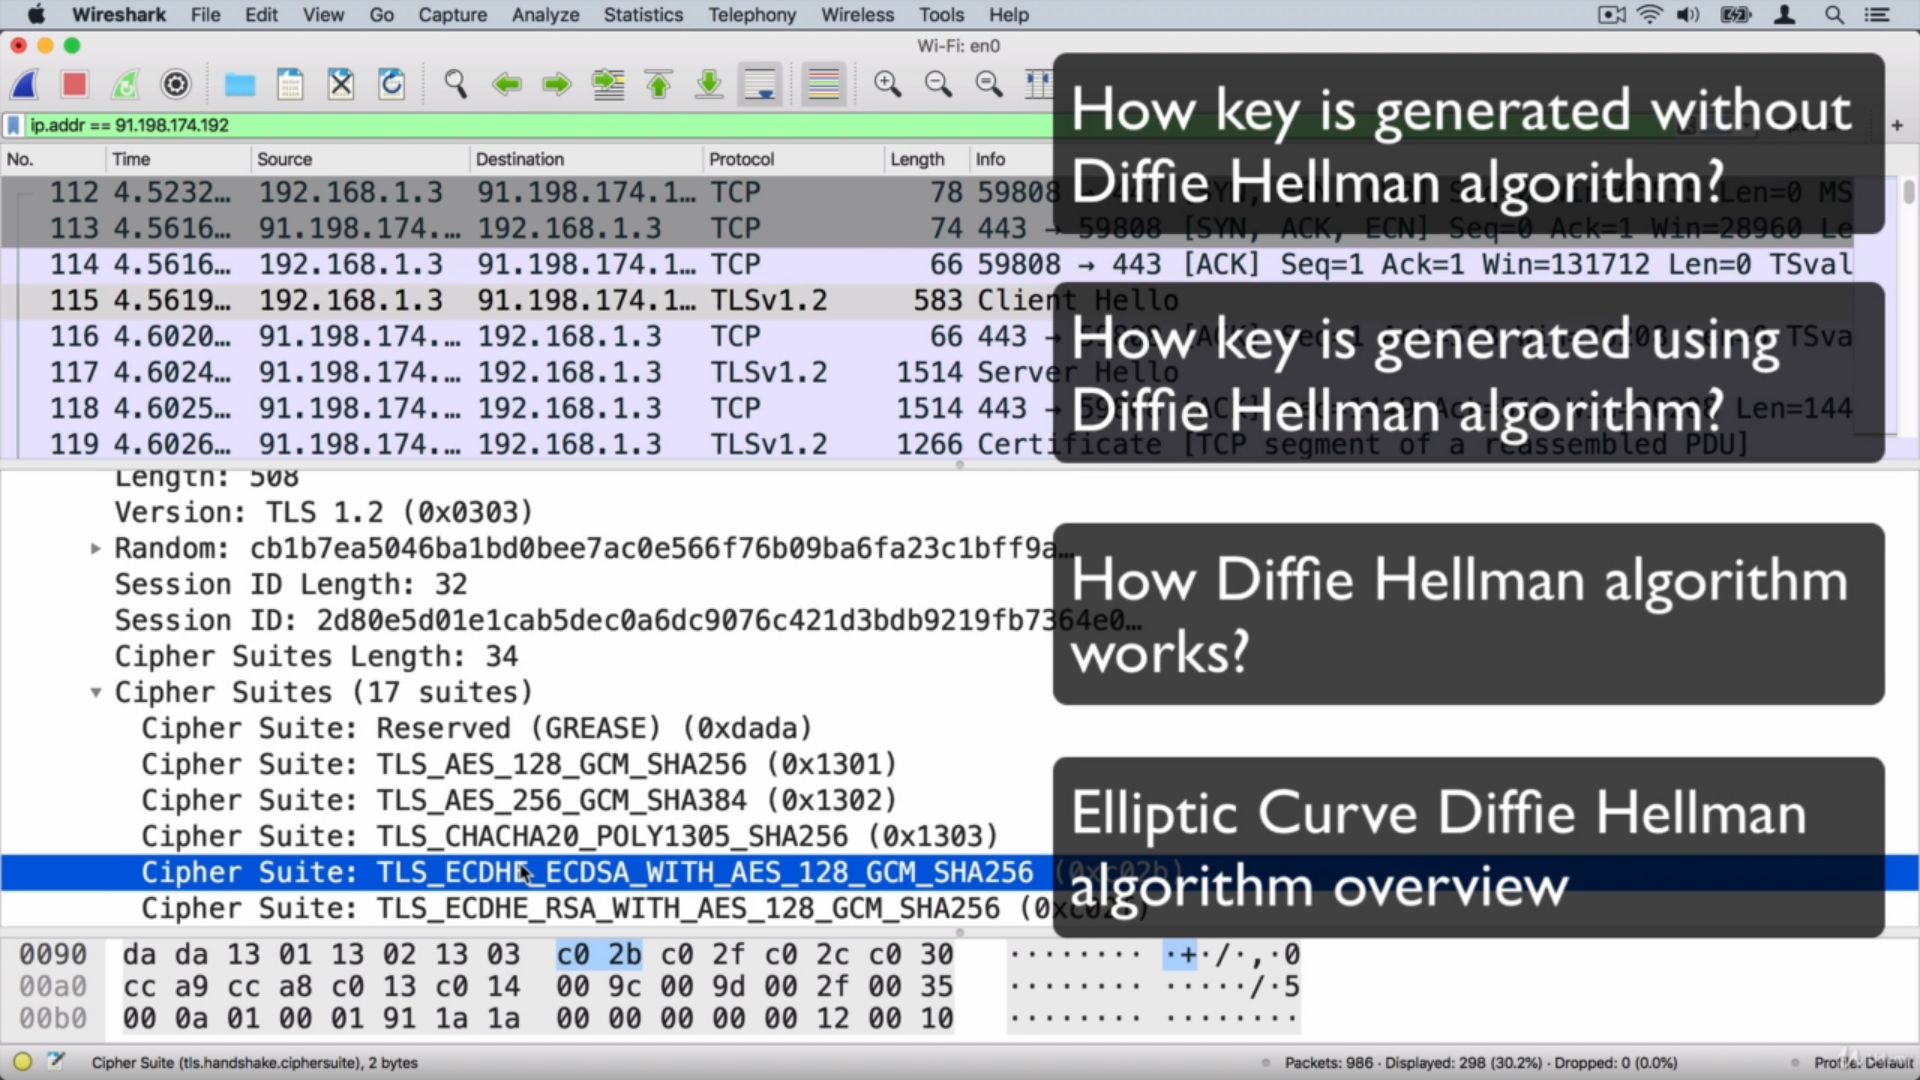 Wireshark File Edit View Go Capture Analyze Statistics Telephony Wireless Tools Help
Wi-Fi: en0
ip.addr == 91.198.174.192
No. Time Source Destination Protocol Length Info
112 4.5232… 192.168.1.3 91.198.174.1… TCP 78 59808
113 4.5616… 91.198.174.… 192.168.1.3 TCP 74 443 → 59808 [SYN, ACK, ECN] Seq=0 Ack=1 Win=28960 Le
114 4.5616… 192.168.1.3 91.198.174.1… TCP 66 59808 → 443 [ACK] Seq=1 Ack=1 Win=131712 Len=0 TSval
115 4.5619… 192.168.1.3 91.198.174.1… TLSv1.2 583 Client Hello
116 4.6020… 91.198.174.… 192.168.1.3 TCP 66 443 → TSva
117 4.6024… 91.198.174.… 192.168.1.3 TLSv1.2 1514 Server Hello
118 4.6025… 91.198.174.… 192.168.1.3 TCP 1514 443 → Len=144
119 4.6026… 91.198.174.… 192.168.1.3 TLSv1.2 1266 Certificate [TCP segment of a reassembled PDU]
How key is generated without
Diffie Hellman algorithm?
How key is generated using
Diffie Hellman algorithm?
How Diffie Hellman algorithm
works?
Elliptic Curve Diffie Hellman
algorithm overview
Length: 508
Version: TLS 1.2 (0x0303)
Random: cb1b7ea5046ba1bd0bee7ac0e566f76b09ba6fa23c1bff9a…
Session ID Length: 32
Session ID: 2d80e5d01e1cab5dec0a6dc9076c421d3bdb9219fb7364e0…
Cipher Suites Length: 34
Cipher Suites (17 suites)
Cipher Suite: Reserved (GREASE) (0xdada)
Cipher Suite: TLS_AES_128_GCM_SHA256 (0x1301)
Cipher Suite: TLS_AES_256_GCM_SHA384 (0x1302)
Cipher Suite: TLS_CHACHA20_POLY1305_SHA256 (0x1303)
Cipher Suite: TLS_ECDHE_ECDSA_WITH_AES_128_GCM_SHA256 (0xc02b)
Cipher Suite: TLS_ECDHE_RSA_WITH_AES_128_GCM_SHA256 (0xc02f)
0090 da da 13 01 13 02 13 03 c0 2b c0 2f c0 2c c0 30 ········ ·+·/·,·0
00a0 cc a9 cc a8 c0 13 c0 14 00 9c 00 9d 00 2f 00 35 ········ ·····/·5
00b0 00 0a 01 00 01 91 1a 1a 00 00 00 00 00 12 00 10 ········ ········
Cipher Suite (tls.handshake.ciphersuite), 2 bytes Packets: 986 · Displayed: 298 (30.2%) · Dropped: 0 (0.0%) Profile: Default